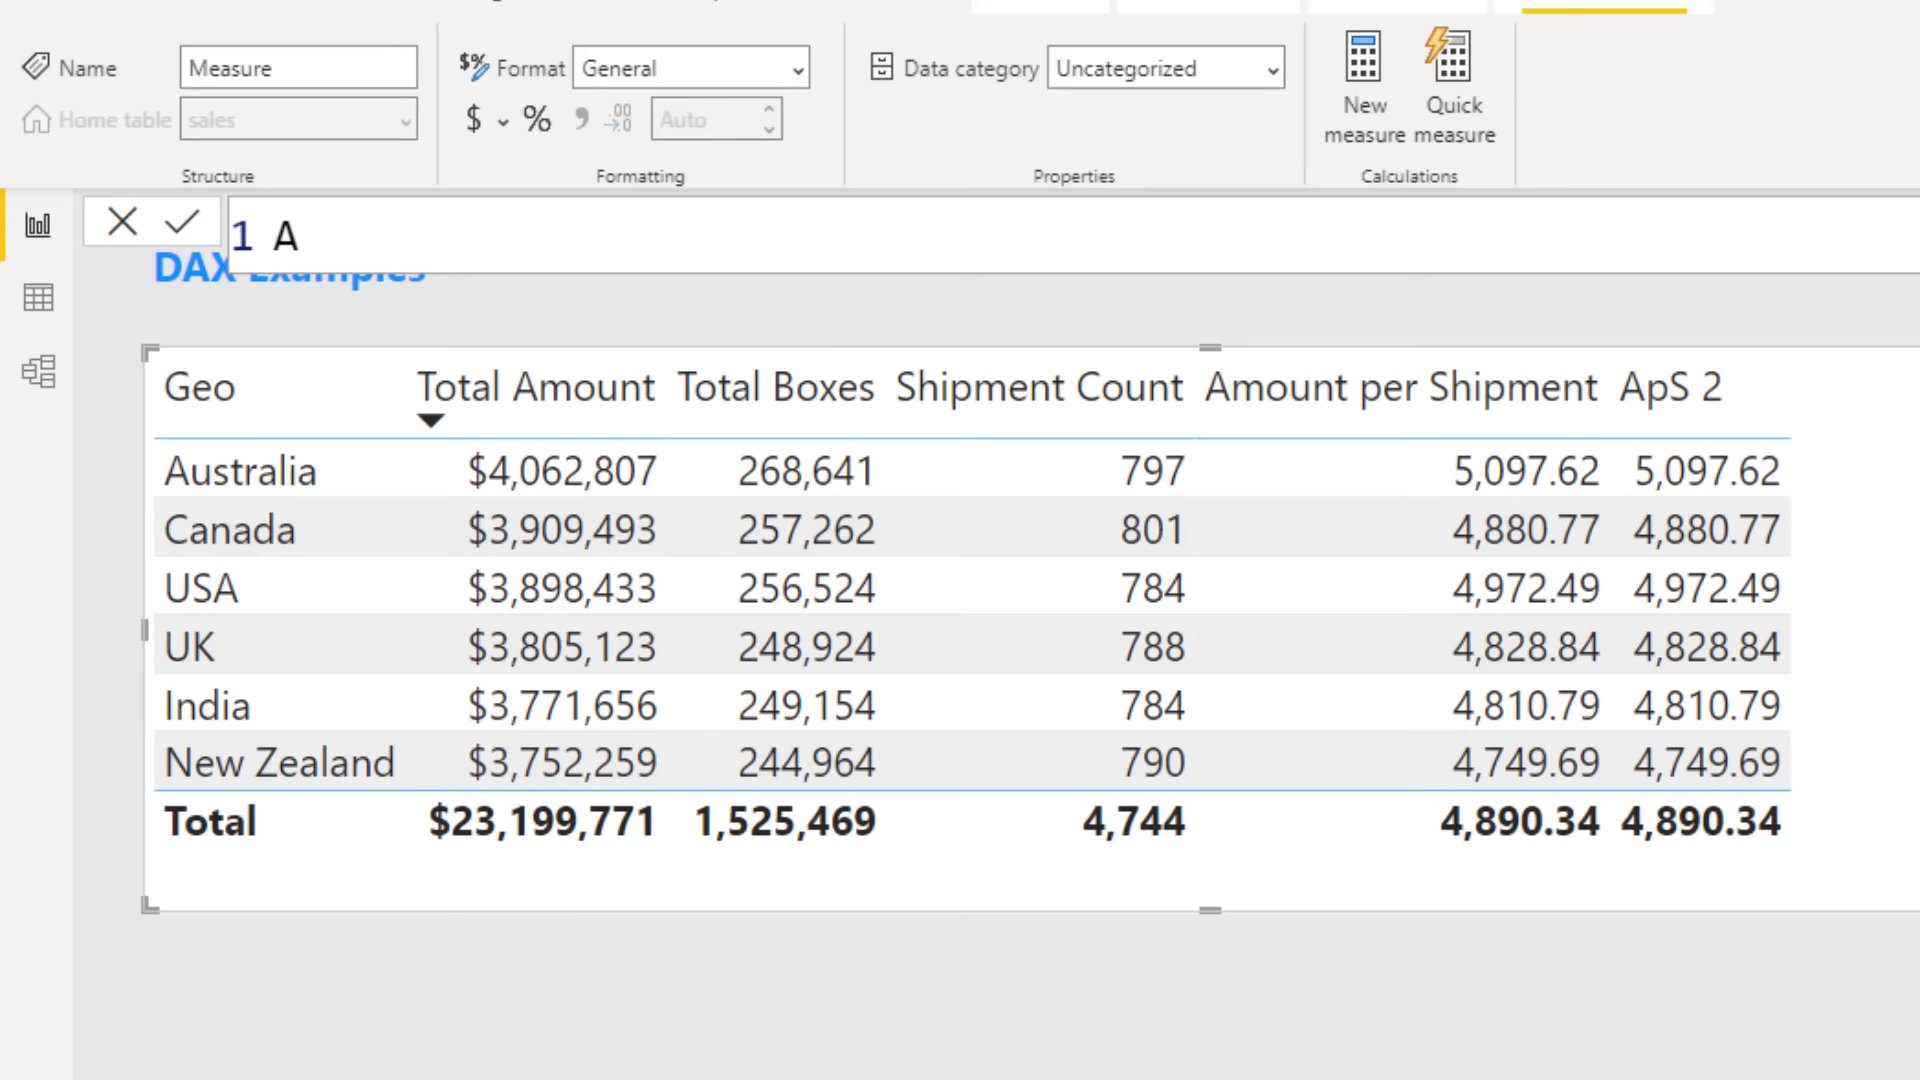 Name Measure
Format General
Data category Uncategorized
New measure
Quick measure
Home table sales
$ % Auto
Structure
Formatting
Properties
Calculations
1 A
DAX Examples
Geo Total Amount Total Boxes Shipment Count Amount per Shipment ApS 2
Australia $4,062,807 268,641 797 5,097.62 5,097.62
Canada $3,909,493 257,262 801 4,880.77 4,880.77
USA $3,898,433 256,524 784 4,972.49 4,972.49
UK $3,805,123 248,924 788 4,828.84 4,828.84
India $3,771,656 249,154 784 4,810.79 4,810.79
New Zealand $3,752,259 244,964 790 4,749.69 4,749.69
Total $23,199,771 1,525,469 4,744 4,890.34 4,890.34